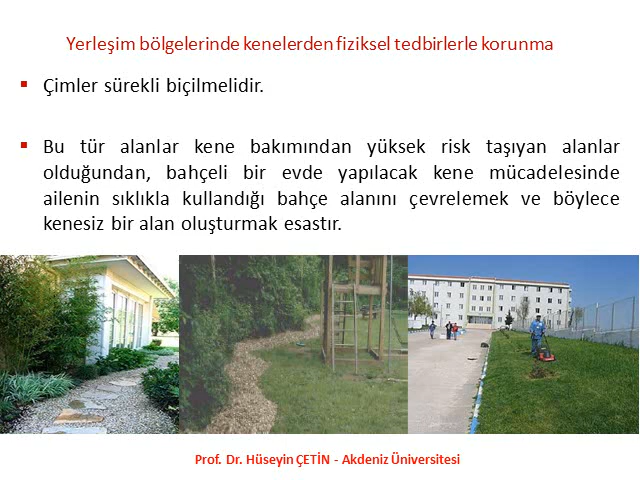 Yerleşim bölgelerinde kenelerden fiziksel tedbirlerle korunma
▪ Çimler sürekli biçilmelidir.
▪ Bu tür alanlar kene bakımından yüksek risk taşıyan alanlar
olduğundan, bahçeli bir evde yapılacak kene mücadelesinde
ailenin sıklıkla kullandığı bahçe alanını çevrelemek ve böylece
kenesiz bir alan oluşturmak esastır.
Prof. Dr. Hüseyin ÇETİN - Akdeniz Üniversitesi